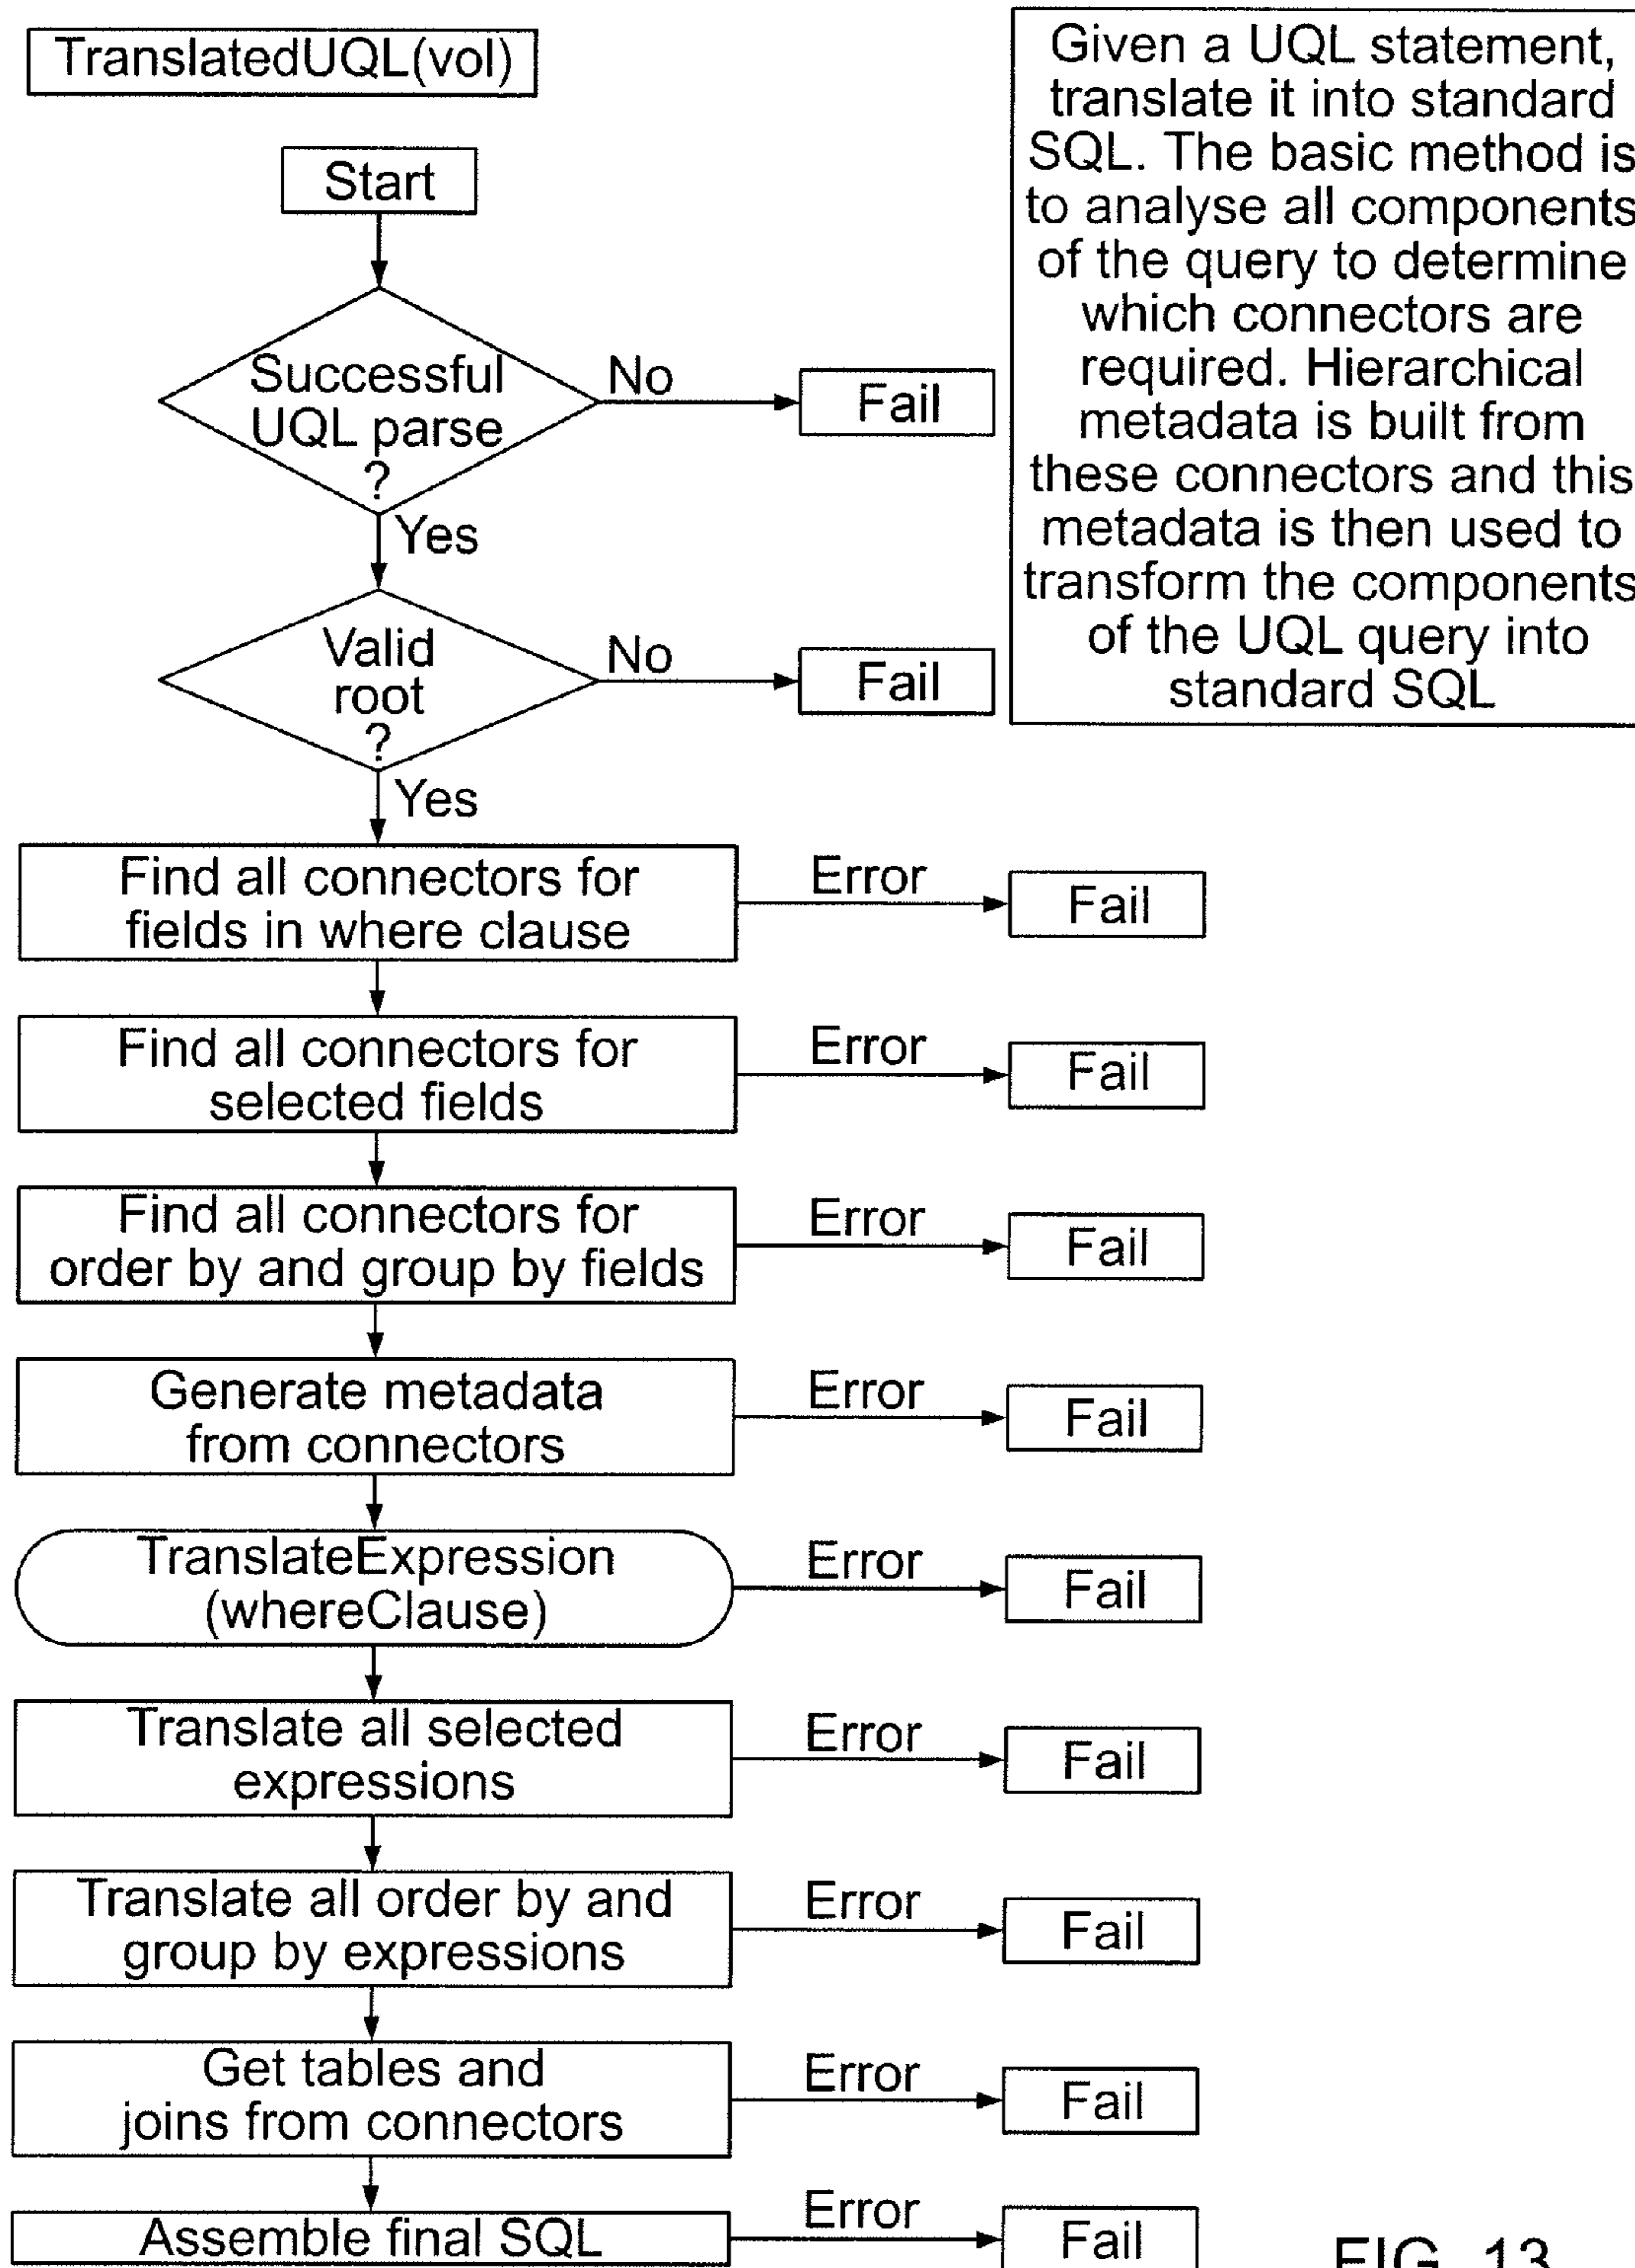 TranslatedUQL(vol)
Given a UQL statement,
translate it into standard
SQL. The basic method is
to analyse all components
of the query to determine
which connectors are
required. Hierarchical
metadata is built from
these connectors and this
metadata is then used to
transform the components
of the UQL query into
standard SQL
Start
Successful
UQL parse
?
No
Fail
Yes
Valid
root
?
No
Fail
Yes
Find all connectors for
fields in where clause
Error
Fail
Find all connectors for
selected fields
Error
Fail
Find all connectors for
order by and group by fields
Error
Fail
Generate metadata
from connectors
Error
Fail
TranslateExpression
(whereClause)
Error
Fail
Translate all selected
expressions
Error
Fail
Translate all order by and
group by expressions
Error
Fail
Get tables and
joins from connectors
Error
Fail
Assemble final SQL
Error
Fail
FIG. 13